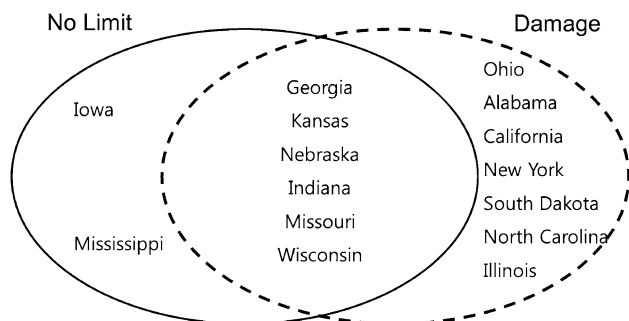 No Limit
Damage
Iowa
Mississippi
Georgia
Kansas
Nebraska
Indiana
Missouri
Wisconsin
Ohio
Alabama
California
New York
South Dakota
North Carolina
Illinois